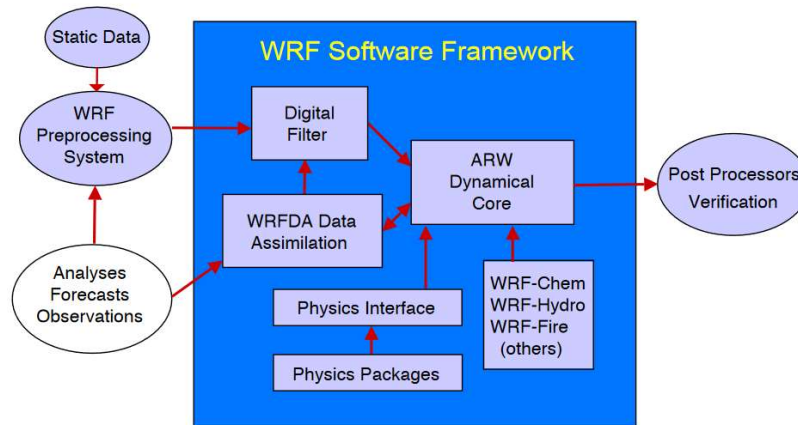 Static Data
WRF Software Framework
WRF
Preprocessing
System
Digital
Filter
ARW
Dynamical
Core
Post Processors
Verification
WRFDA Data
Assimilation
Analyses
Forecasts
Observations
Physics Interface
WRF-Chem
WRF-Hydro
WRF-Fire
(others)
Physics Packages